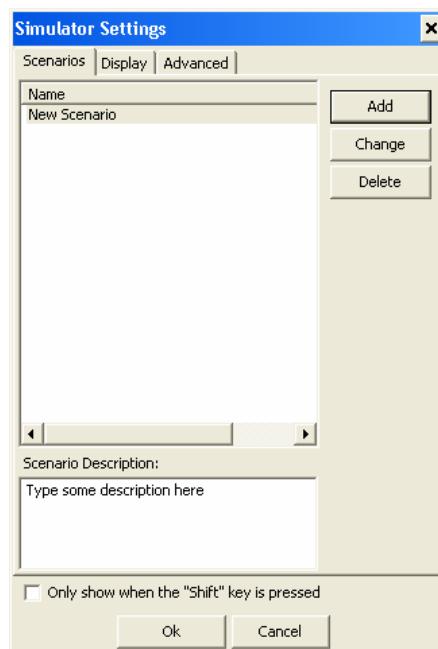 Simulator Settings
Scenarios Display Advanced
Name
New Scenario
Add
Change
Delete
Scenario Description:
Type some description here
Only show when the "Shift" key is pressed
Ok Cancel